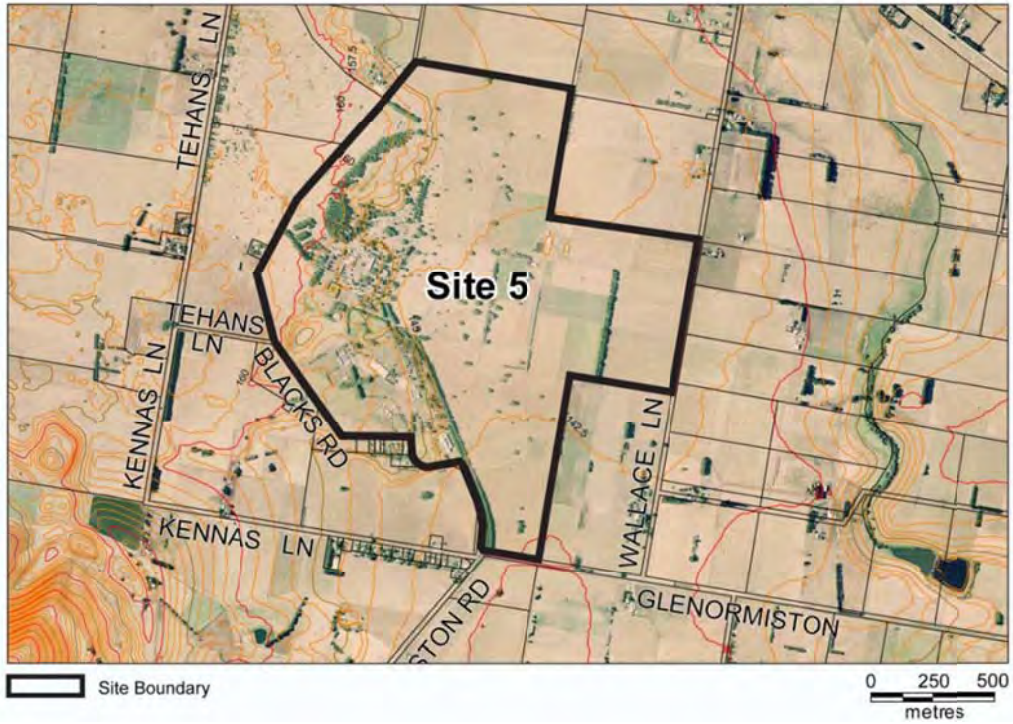 TEHANS LN
157.5
160
60
Site 5
TEHANS
LN
BLACKS RD
160
KENNAS LN
142.5
WALLACE LN
KENNAS LN
STON RD
GLENORMISTON
Site Boundary
0 250 500
metres